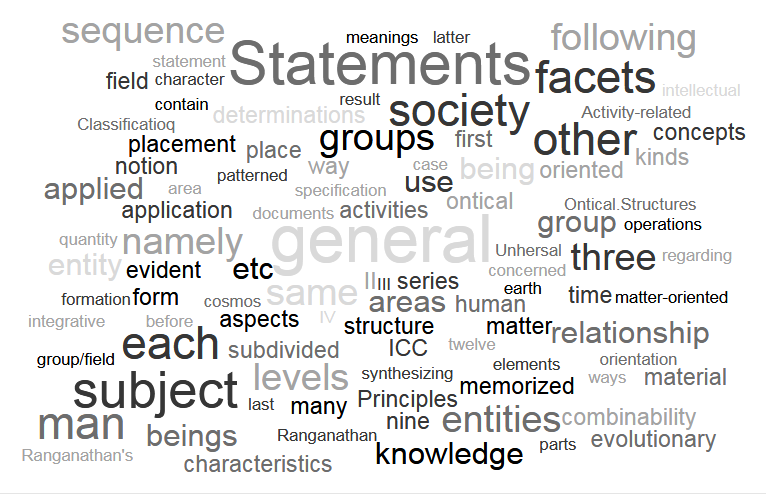 sequence meanings latter following
statement Statements
field character facets intellectual
contain result society Activity-related
Classificatioq determinations
placement place groups first other concepts
notion patterned way case being oriented kinds
applied area specification use ontical
application documents activities Ontical.Structures
quantity namely general group operations
entity evident etc Unhersal three regarding
concerned
formation form cosmos same II III series earth time matter-oriented
integrative before aspects IV areas human
structure matter relationship
group/field each subdivided ICC twelve
subject levels synthesizing elements orientation
last many Principles memorized ways material
man nine entities combinability
beings Ranganathan parts evolutionary
Ranganathan's characteristics knowledge